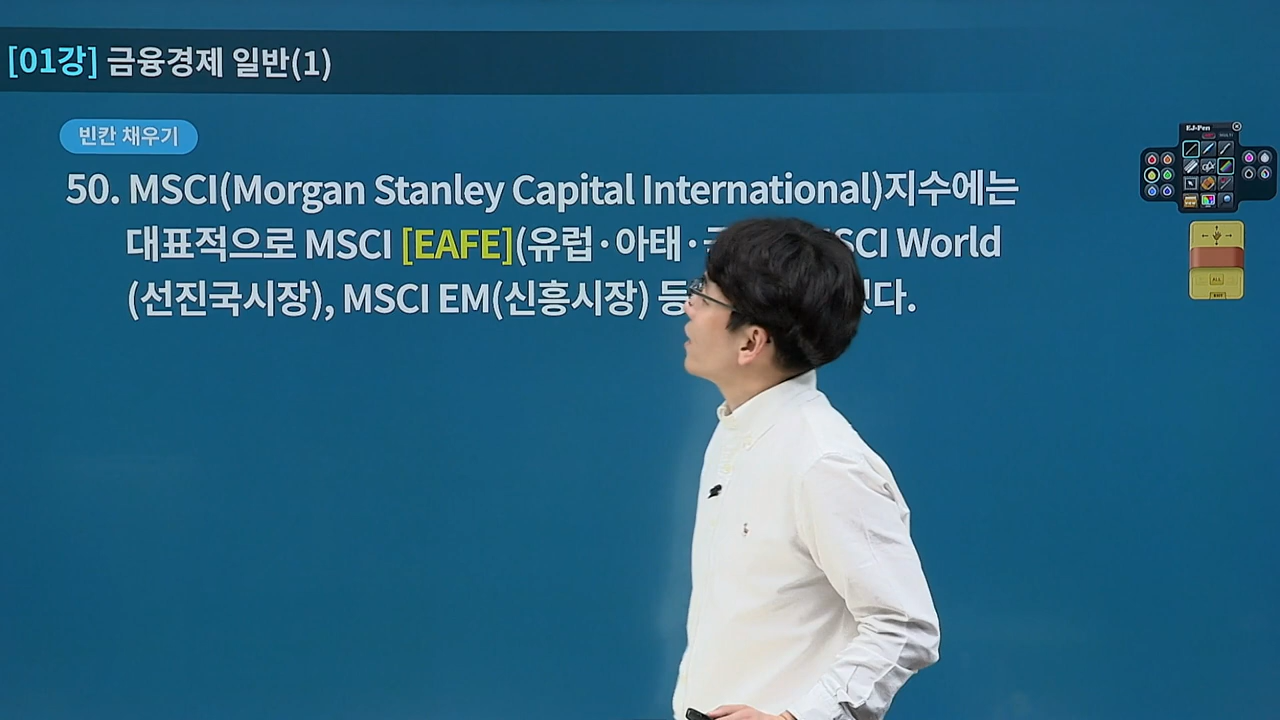 [01강] 금융경제 일반(1)
빈칸 채우기
50. MSCI(Morgan Stanley Capital International)지수에는
대표적으로 MSCI [EAFE](유럽·아태· World
(선진국시장), MSCI EM(신흥시장) 등
EJ-Pen
ALL
EXIT